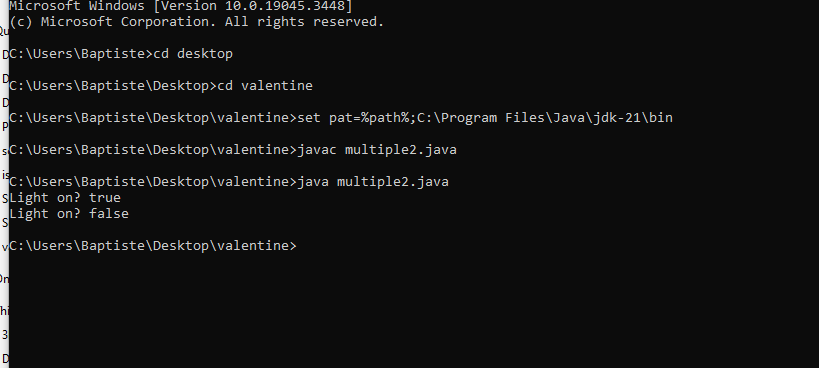 Microsoft Windows [Version 10.0.19045.3448]
(c) Microsoft Corporation. All rights reserved.
C:\Users\Baptiste>cd desktop
C:\Users\Baptiste\Desktop>cd valentine
C:\Users\Baptiste\Desktop\valentine>set pat=%path%;C:\Program Files\Java\jdk-21\bin
C:\Users\Baptiste\Desktop\valentine>javac multiple2.java
C:\Users\Baptiste\Desktop\valentine>java multiple2.java
Light on? true
Light on? false
C:\Users\Baptiste\Desktop\valentine>